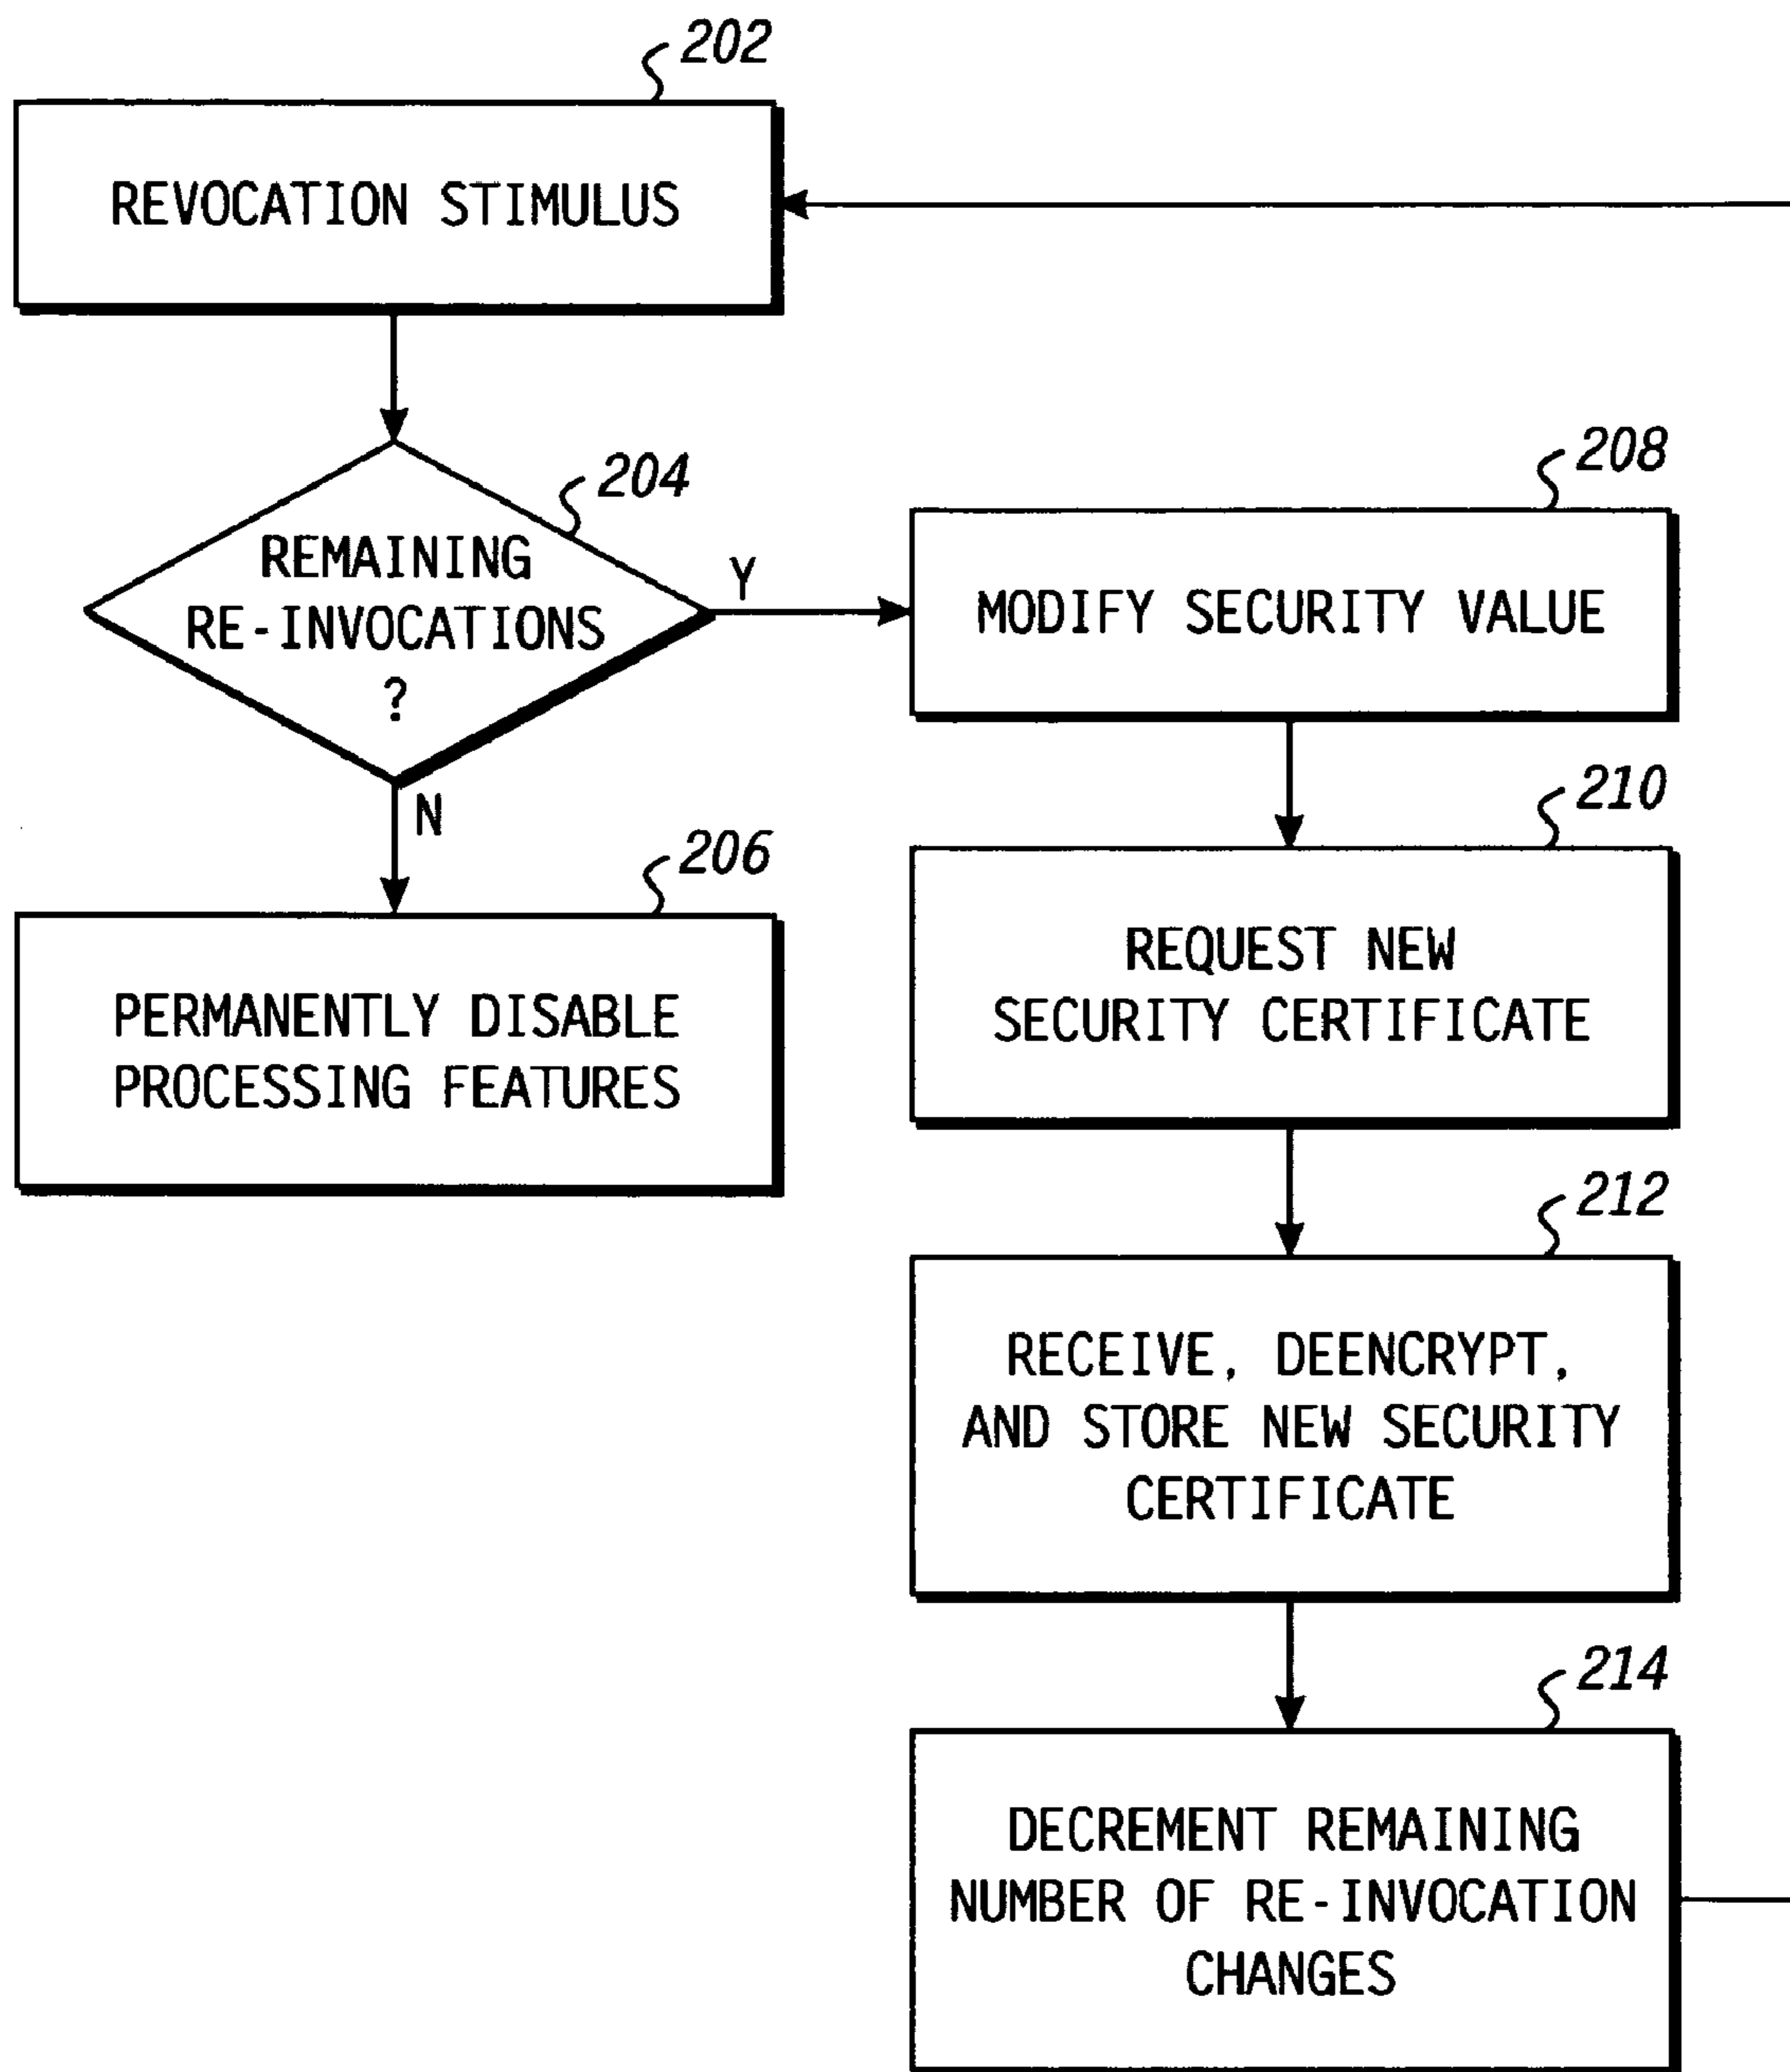 202
REVOCATION STIMULUS
204
REMAINING
RE-INVOCATIONS
?
Y
N
206
PERMANENTLY DISABLE
PROCESSING FEATURES
208
MODIFY SECURITY VALUE
210
REQUEST NEW
SECURITY CERTIFICATE
212
RECEIVE, DEENCRYPT,
AND STORE NEW SECURITY
CERTIFICATE
214
DECREMENT REMAINING
NUMBER OF RE-INVOCATION
CHANGES